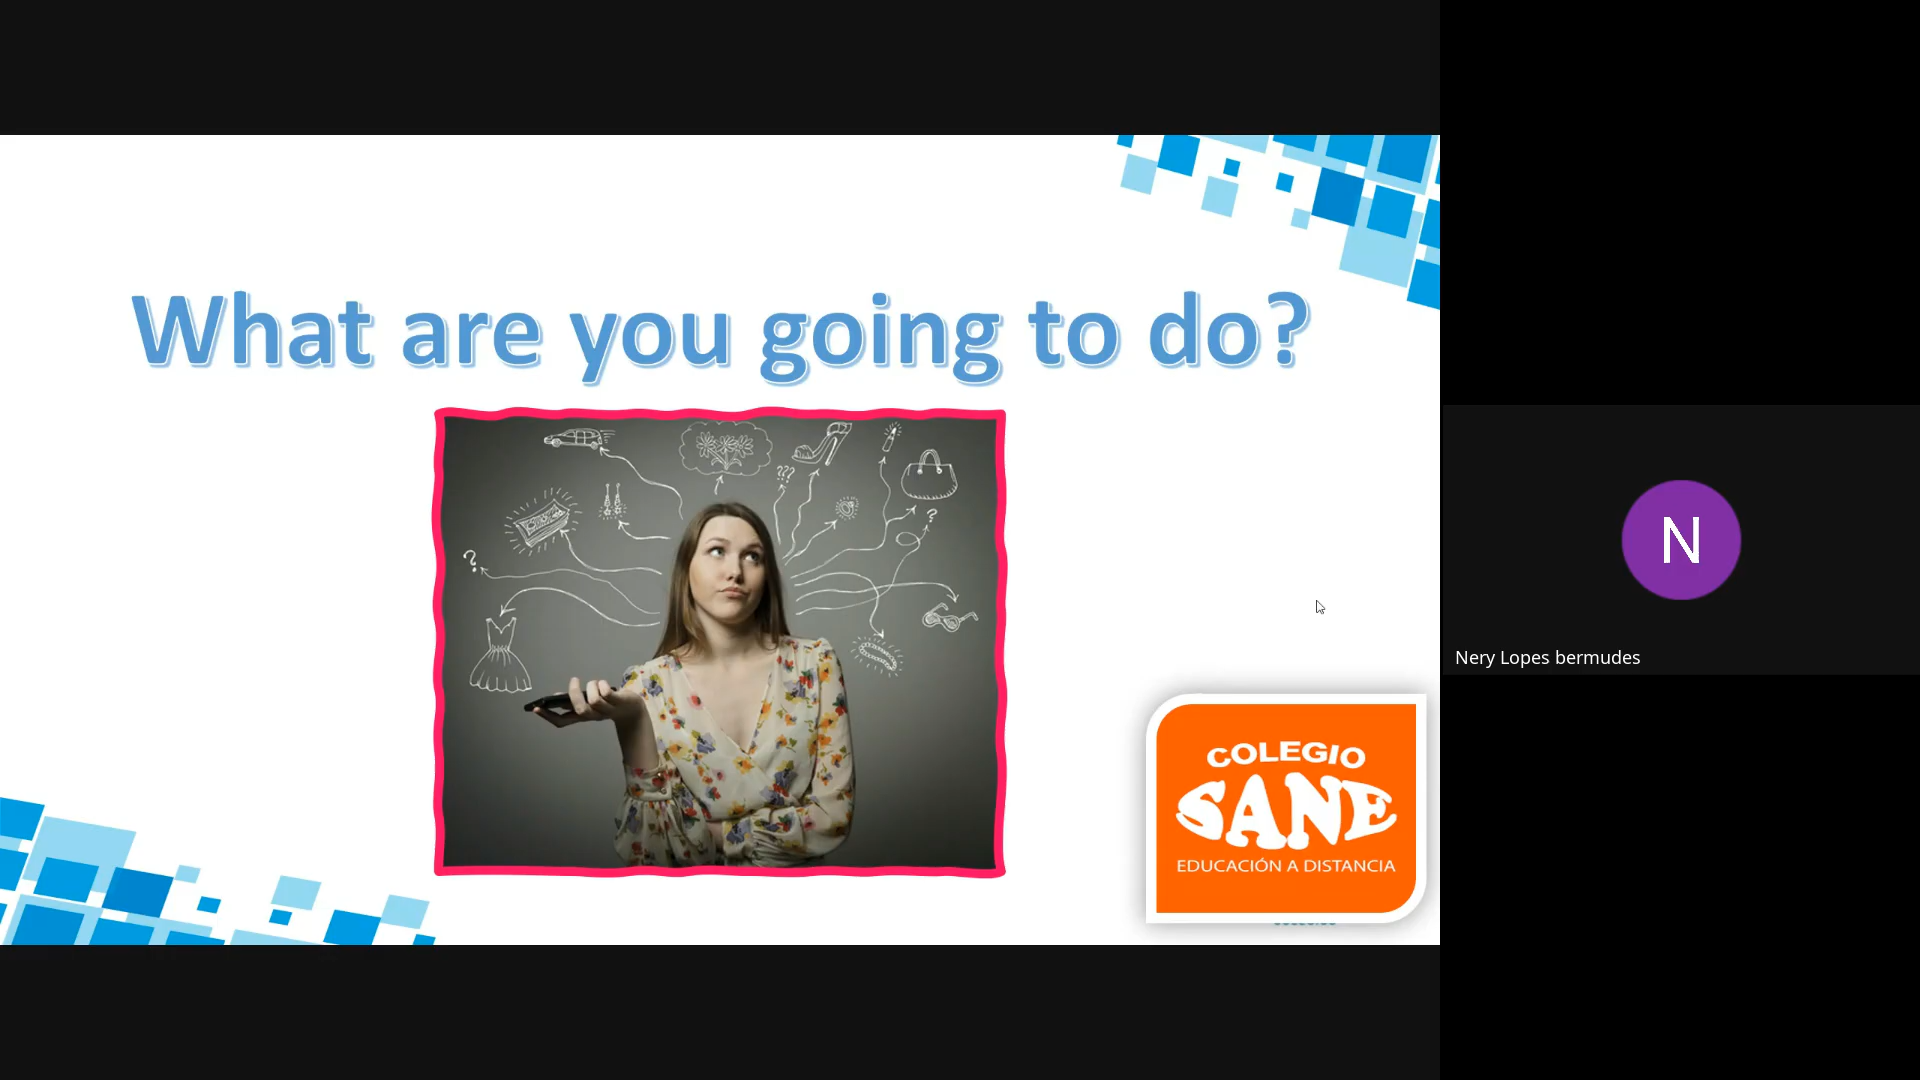 What are you going to do?
?
???
?
COLEGIO
SANE
EDUCACIÓN A DISTANCIA
N
Nery Lopes bermudes